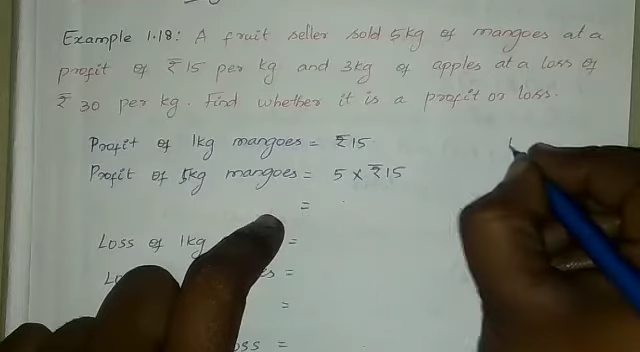 Example 1.18: A fruit seller sold 5kg of mangoes at a
profit of ₹15 per kg and 3kg of apples at a loss of
₹30 per kg. Find whether it is a profit or loss.
Profit of 1kg mangoes = ₹15
Profit of 5kg mangoes = 5 × ₹15
=
Loss of 1kg =
=
=
=